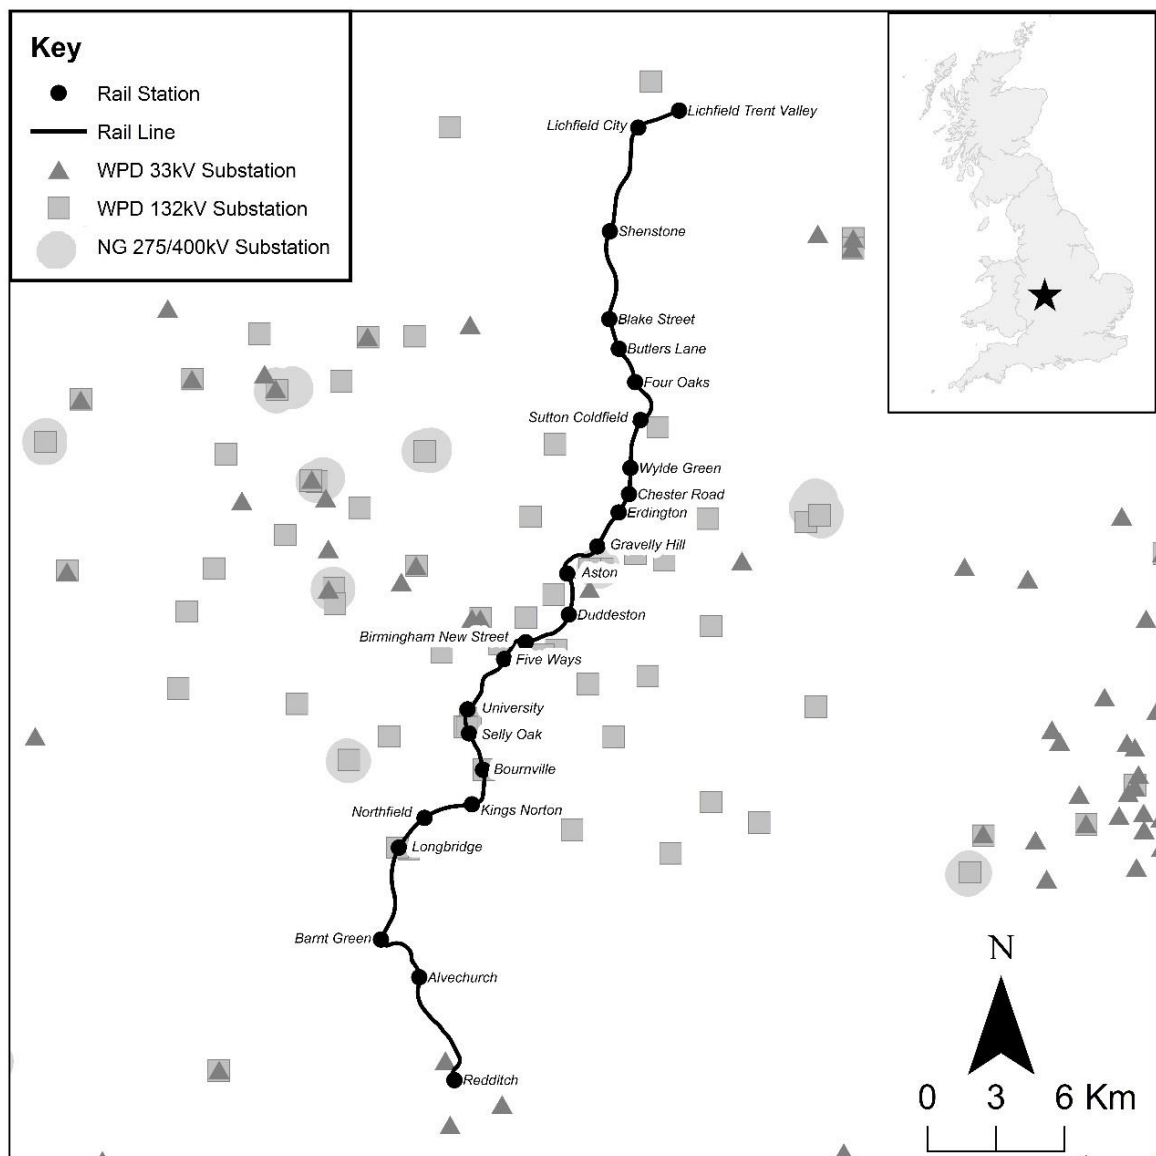 Key
Rail Station
Rail Line
WPD 33kV Substation
WPD 132kV Substation
NG 275/400kV Substation
Lichfield Trent Valley
Lichfield City
Shenstone
Blake Street
Butlers Lane
Four Oaks
Sutton Coldfield
Wylde Green
Chester Road
Erdington
Gravelly Hill
Aston
Duddeston
Birmingham New Street
Five Ways
University
Selly Oak
Bournville
Kings Norton
Northfield
Longbridge
Barnt Green
Alvechurch
Redditch
N
0 3 6 Km